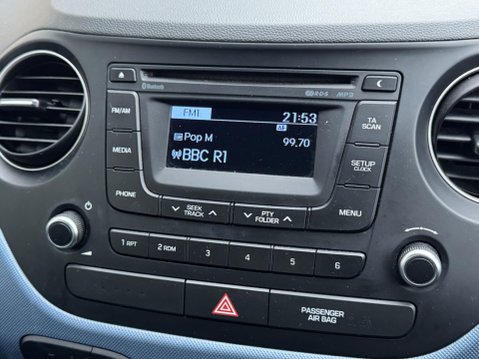 Bluetooth
RDS MP3
FM/AM
MEDIA
PHONE
FM1 21:53
AF
Pop M 99.70
BBC R1
TA
SCAN
SETUP
CLOCK
MENU
SEEK
TRACK
PTY
FOLDER
1 RPT 2 RDM 3 4 5 6
PASSENGER
AIR BAG